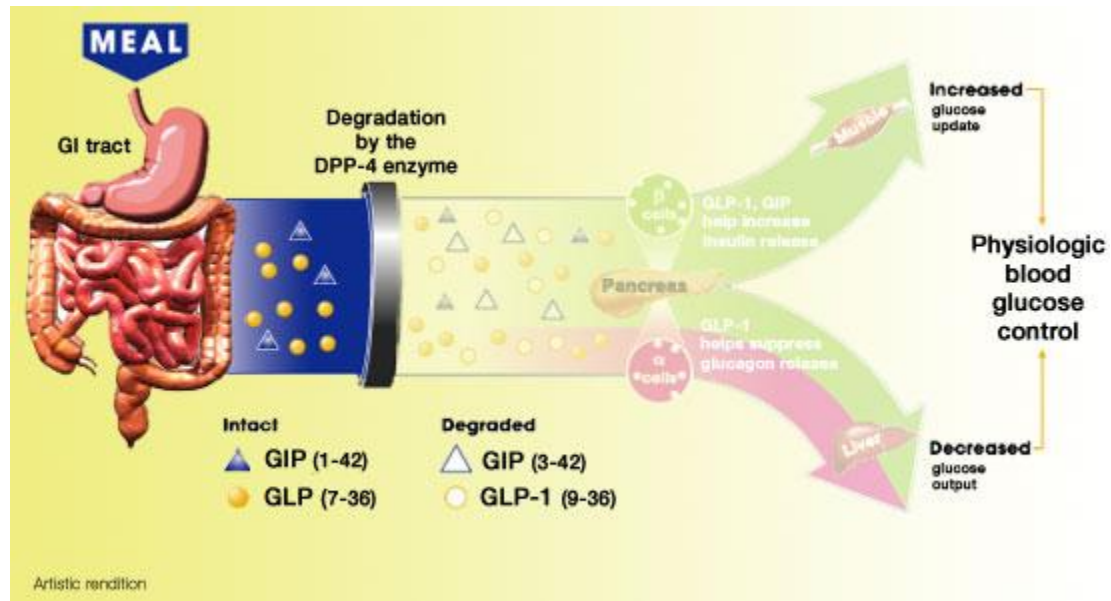 MEAL
GI tract
Degradation
by the
DPP-4 enzyme
β
cells
GLP-1, GIP
help increase
insulin release
Muscle
Increased
glucose
update
Pancreas
Physiologic
blood
glucose
control
GLP-1
helps suppress
glucagon release
α
cells
Liver
Decreased
glucose
output
Intact
GIP (1-42)
GLP (7-36)
Degraded
GIP (3-42)
GLP-1 (9-36)
Artistic rendition